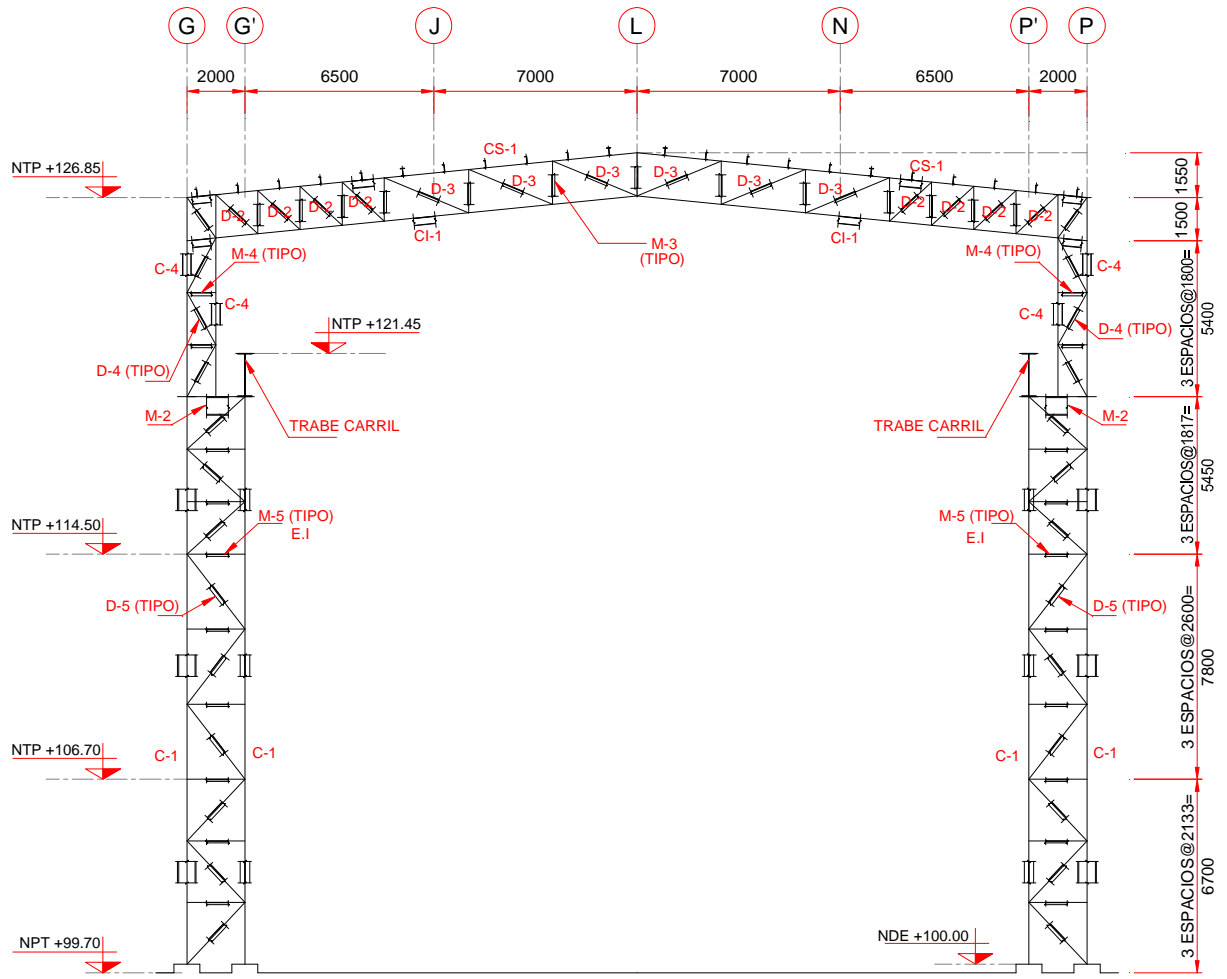 G G' J L N P' P
2000 6500 7000 7000 6500 2000
NTP +126.85
CS-1
CS-1
1550
D-3 D-3 D-3 D-3 D-3 D-3
D-2 D-2 D-2 D-2 D-2 D-2 D-2 D-2
1500
CI-1
CI-1
M-3
(TIPO)
M-4 (TIPO)
M-4 (TIPO)
C-4
C-4
C-4
C-4
3 ESPACIOS@1800=
5400
NTP +121.45
D-4 (TIPO)
D-4 (TIPO)
M-2
M-2
TRABE CARRIL
TRABE CARRIL
3 ESPACIOS@1817=
5450
NTP +114.50
M-5 (TIPO)
E.I
M-5 (TIPO)
E.I
D-5 (TIPO)
D-5 (TIPO)
3 ESPACIOS@2600=
7800
NTP +106.70
C-1
C-1
C-1
C-1
3 ESPACIOS@2133=
6700
NPT +99.70
NDE +100.00